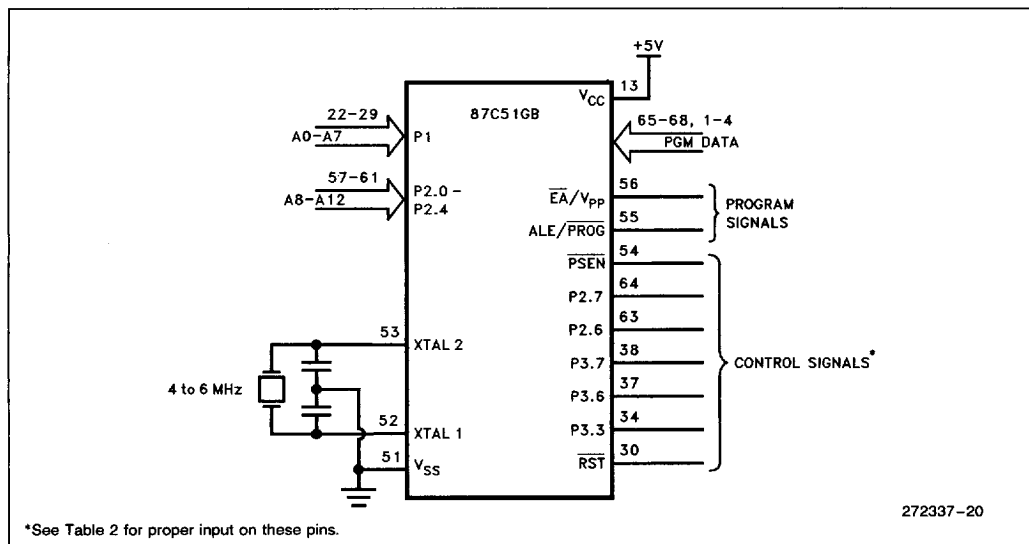 +5V
13
VCC
87C51GB
22-29
A0-A7
P1
65-68, 1-4
PGM DATA
57-61
A8-A12
P2.0 -
P2.4
EA/VPP
56
ALE/PROG
55
PROGRAM
SIGNALS
PSEN
54
P2.7
64
P2.6
63
P3.7
38
CONTROL SIGNALS*
P3.6
37
P3.3
34
RST
30
53
XTAL 2
4 to 6 MHz
52
XTAL 1
51
VSS
272337-20
*See Table 2 for proper input on these pins.